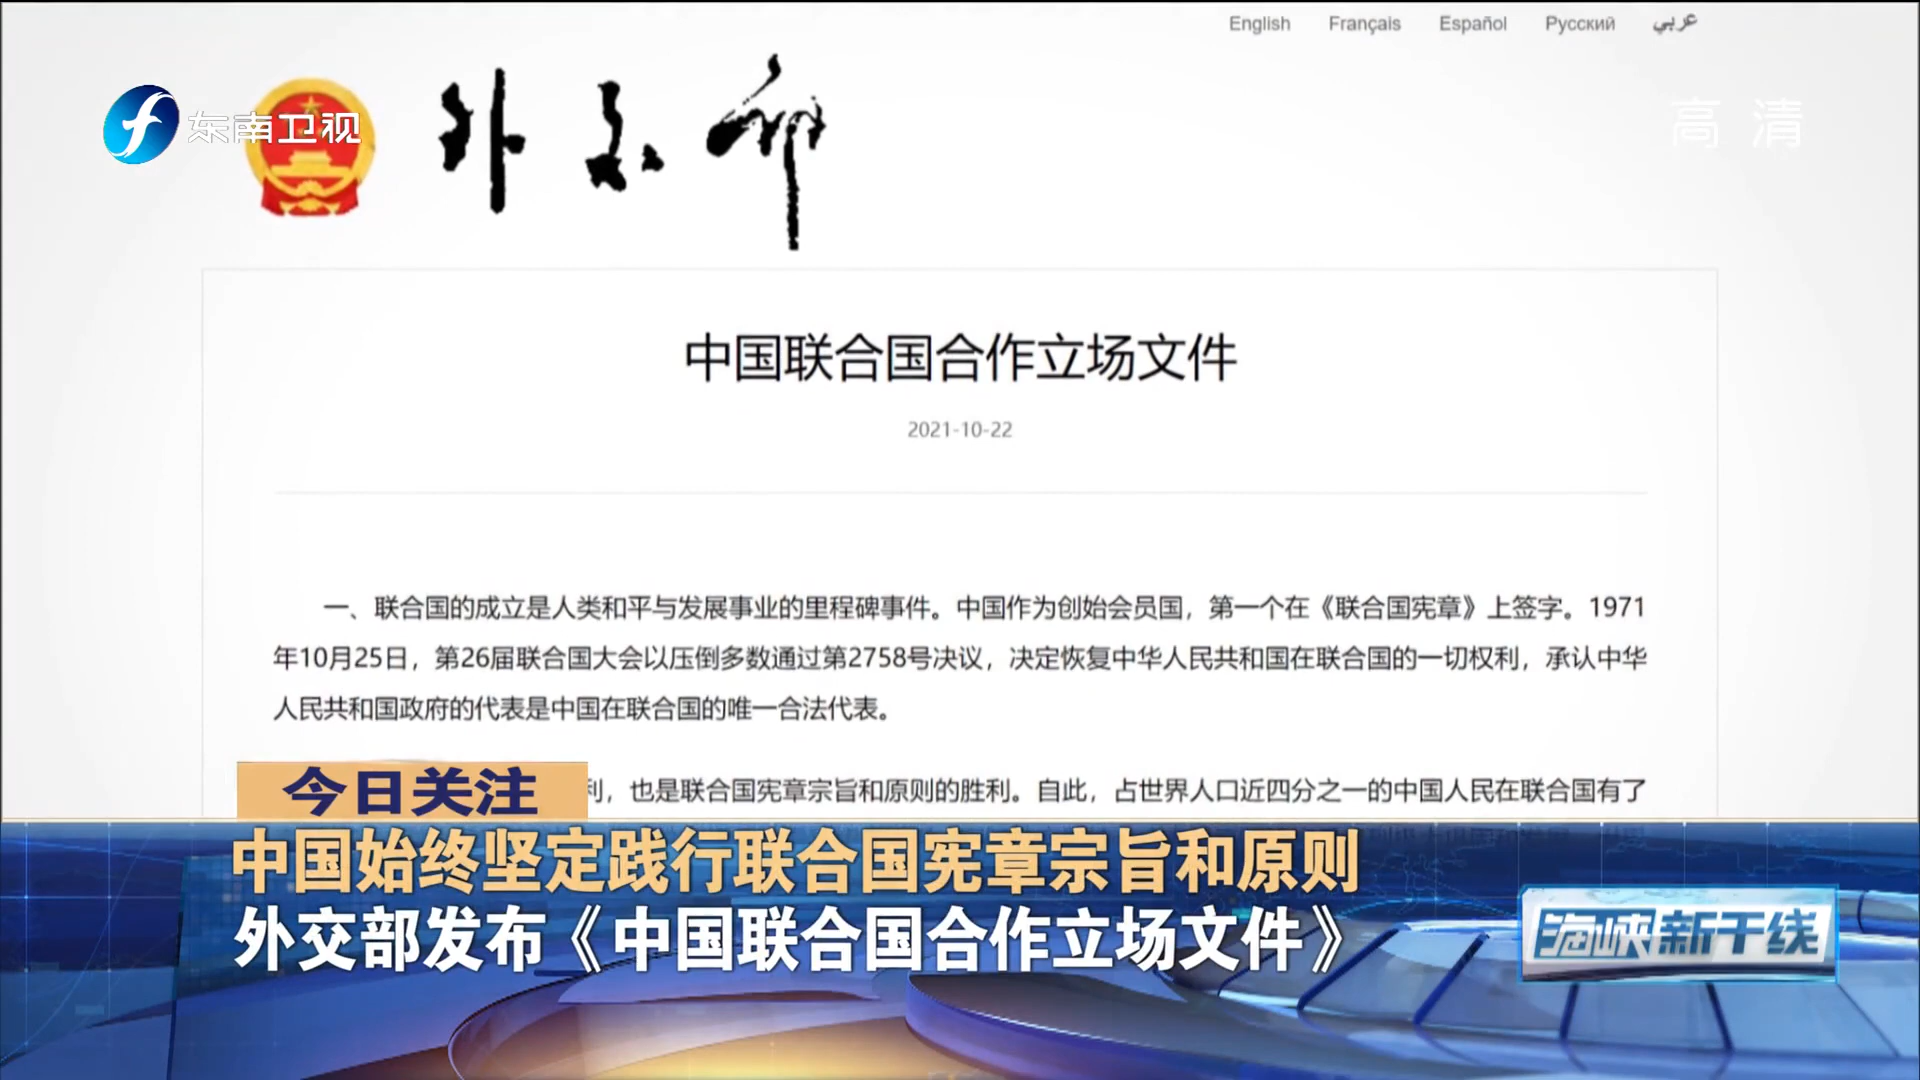 English Français Español Русский عربي
东南卫视
外交部
高清
中国联合国合作立场文件
2021-10-22
一、联合国的成立是人类和平与发展事业的里程碑事件。中国作为创始会员国，第一个在《联合国宪章》上签字。1971
年10月25日，第26届联合国大会以压倒多数通过第2758号决议，决定恢复中华人民共和国在联合国的一切权利，承认中华
人民共和国政府的代表是中国在联合国的唯一合法代表。
利，也是联合国宪章宗旨和原则的胜利。自此，占世界人口近四分之一的中国人民在联合国有了
今日关注
中国始终坚定践行联合国宪章宗旨和原则
外交部发布《中国联合国合作立场文件》
海峡新干线